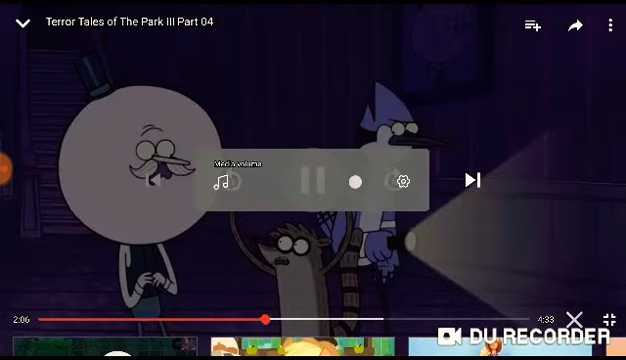 Terror Tales of The Park III Part 04
Media volume
2:06
4:33
DU RECORDER